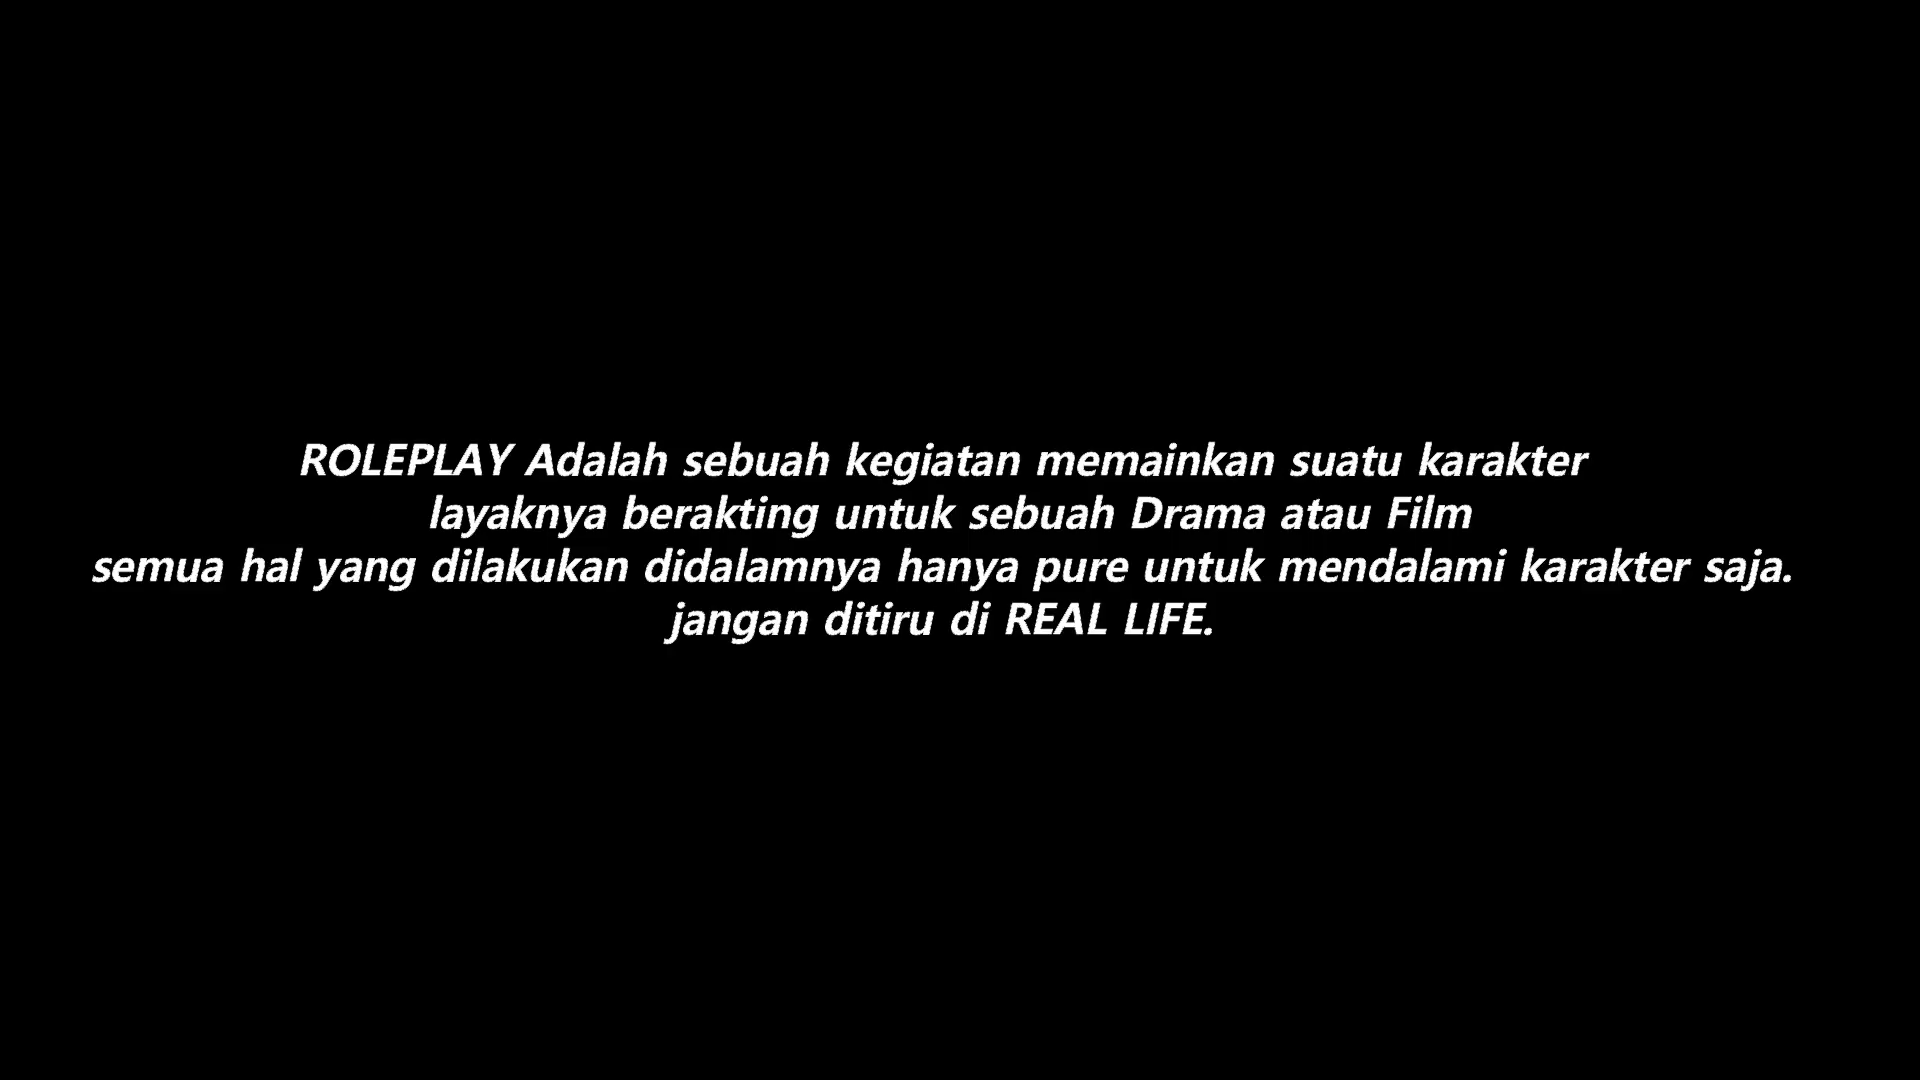 ROLEPLAY Adalah sebuah kegiatan memainkan suatu karakter
layaknya berakting untuk sebuah Drama atau Film
semua hal yang dilakukan didalamnya hanya pure untuk mendalami karakter saja.
jangan ditiru di REAL LIFE.